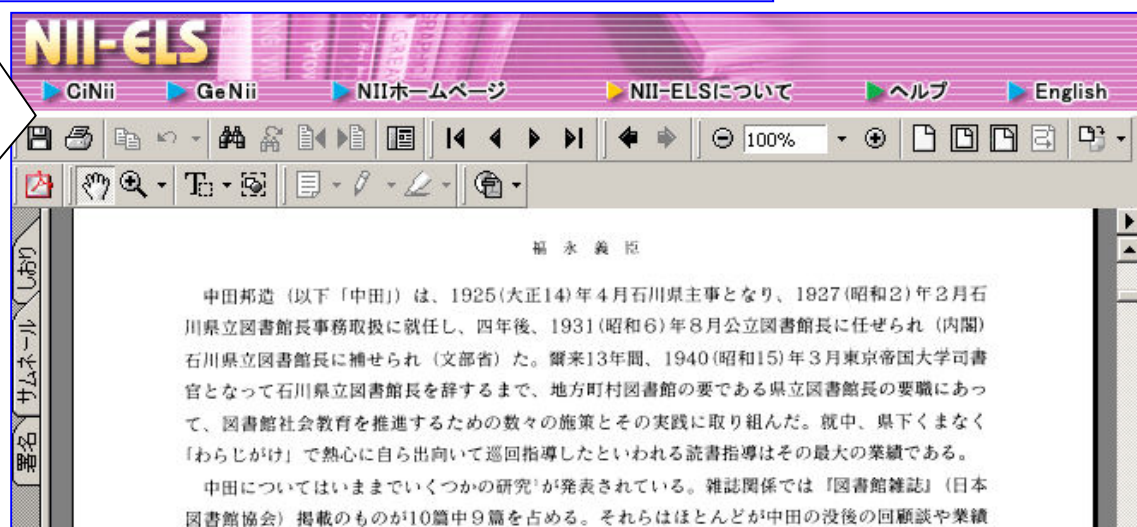 NII-ELS
CiNii GeNii NIIホームページ NII-ELSについて ヘルプ English
100%
しおり
サムネール
署名
福 永 義 臣
中田邦造（以下「中田」）は、1925(大正14)年４月石川県主事となり、1927(昭和２)年２月石
川県立図書館長事務取扱に就任し、四年後、1931(昭和６)年８月公立図書館長に任ぜられ（内閣）
石川県立図書館長に補せられ（文部省）た。爾来13年間、1940(昭和15)年３月東京帝国大学司書
官となって石川県立図書館長を辞するまで、地方町村図書館の要である県立図書館長の要職にあっ
て、図書館社会教育を推進するための数々の施策とその実践に取り組んだ。就中、県下くまなく
「わらじがけ」で熱心に自ら出向いて巡回指導したといわれる読書指導はその最大の業績である。
中田についてはいままでいくつかの研究¹が発表されている。雑誌関係では『図書館雑誌』（日本
図書館協会）掲載のものが10篇中９篇を占める。それらはほとんどが中田の没後の回顧談や業績